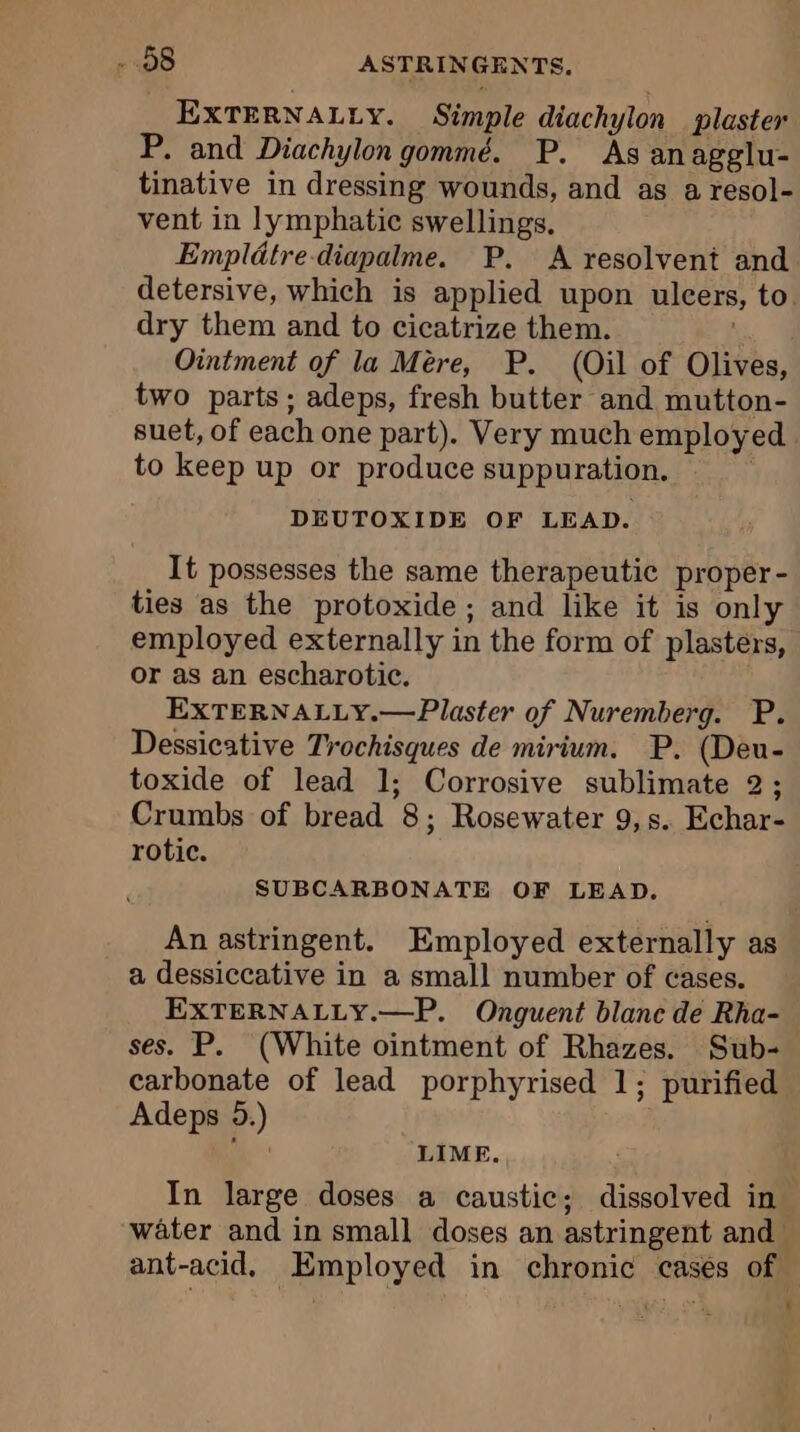 58 ASTRINGENTS.
EXTERNALLY. Simple diachylon plaster
P. and Diachylon gommé. P. As an agglu-
tinative in dressing wounds, and as a resol-
vent in lymphatic swellings.
Emplâtre diapalme. P. A resolvent and
detersive, which is applied upon ulcers, to
dry them and to cicatrize them.
Ointment of la Mère, P. (Oil of Olives,
two parts; adeps, fresh butter and mutton-
suet, of each one part). Very much employed
to keep up or produce suppuration.
DEUTOXIDE OF LEAD.
It possesses the same therapeutic proper-
ties as the protoxide; and like it is only
employed externally in the form of plasters,
or as an escharotic.
EXTERNALLY.—Plaster of Nuremberg. P.
Dessicative Trochisques de mirium. P. (Deu-
toxide of lead 1; Corrosive sublimate 2;
Crumbs of bread 8; Rosewater 9, s. Echar-
rotic.
SUBCARBONATE OF LEAD.
An astringent. Employed externally as
a dessiccative in a small number of cases.
EXTERNALLY.—P. Onguent blanc de Rha-
ses. P. (White ointment of Rhazes. Sub-
carbonate of lead porphyrised 1; purified
Adeps 5.)
LIME.
In large doses a caustic; dissolved in
water and in small doses an astringent and
ant-acid. Employed in chronic cases of